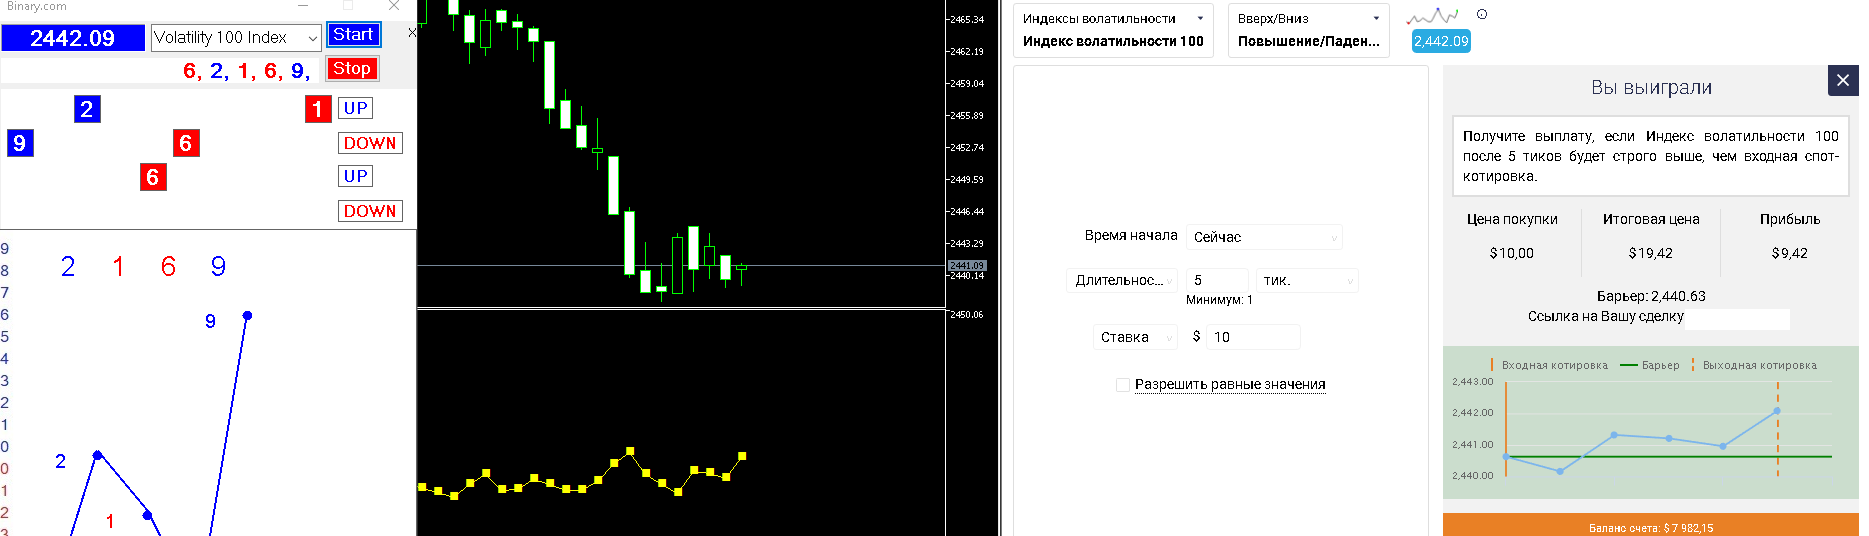 Binary.com
2442.09
Volatility 100 Index
Start
X
6, 2, 1, 6, 9,
Stop
2
1
UP
9
6
DOWN
6
UP
DOWN
2 1 6 9
9
8
7
6
5
4
3
2
1
0
0
1
2
3
9
2
1
2465.34
2462.19
2459.04
2455.89
2452.74
2449.59
2446.44
2443.29
2441.09
2440.14
2450.06
Индексы волатильности
Индекс волатильности 100
Вверх/Вниз
Повышение/Паден...
2,442.09
Время начала
Сейчас
Длительнос...
5
тик.
Минимум: 1
Ставка
$
10
Разрешить равные значения
Вы выиграли
Получите выплату, если Индекс волатильности 100
после 5 тиков будет строго выше, чем входная спот-
котировка.
Цена покупки
Итоговая цена
Прибыль
$10,00
$19,42
$9,42
Барьер: 2,440.63
Ссылка на Вашу сделку
Входная котировка
Барьер
Выходная котировка
2,443.00
2,442.00
2,441.00
2,440.00
Баланс счета: $ 7 982,15